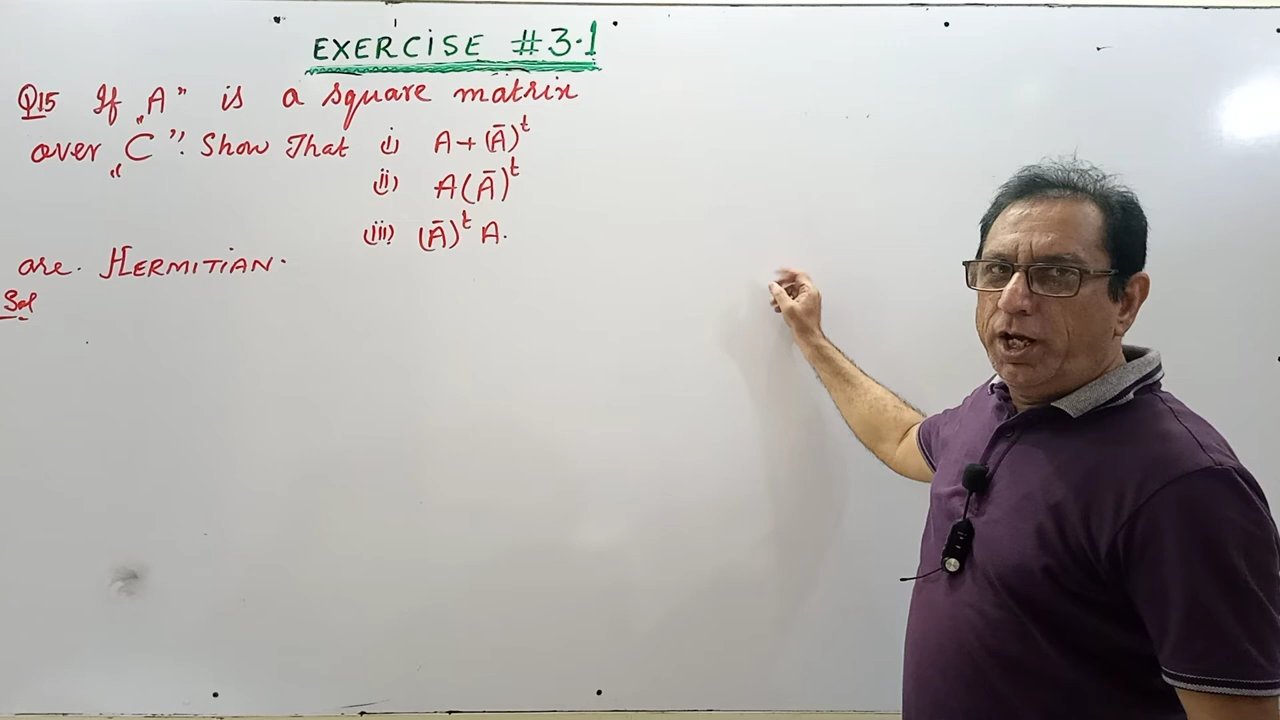 EXERCISE #3.1
Q15 If „A" is a square matrix
over „C". Show That i) A+(Ā)ᵗ
ii) A(Ā)ᵗ
iii) (Ā)ᵗ A.
are. HERMITIAN.
Sol